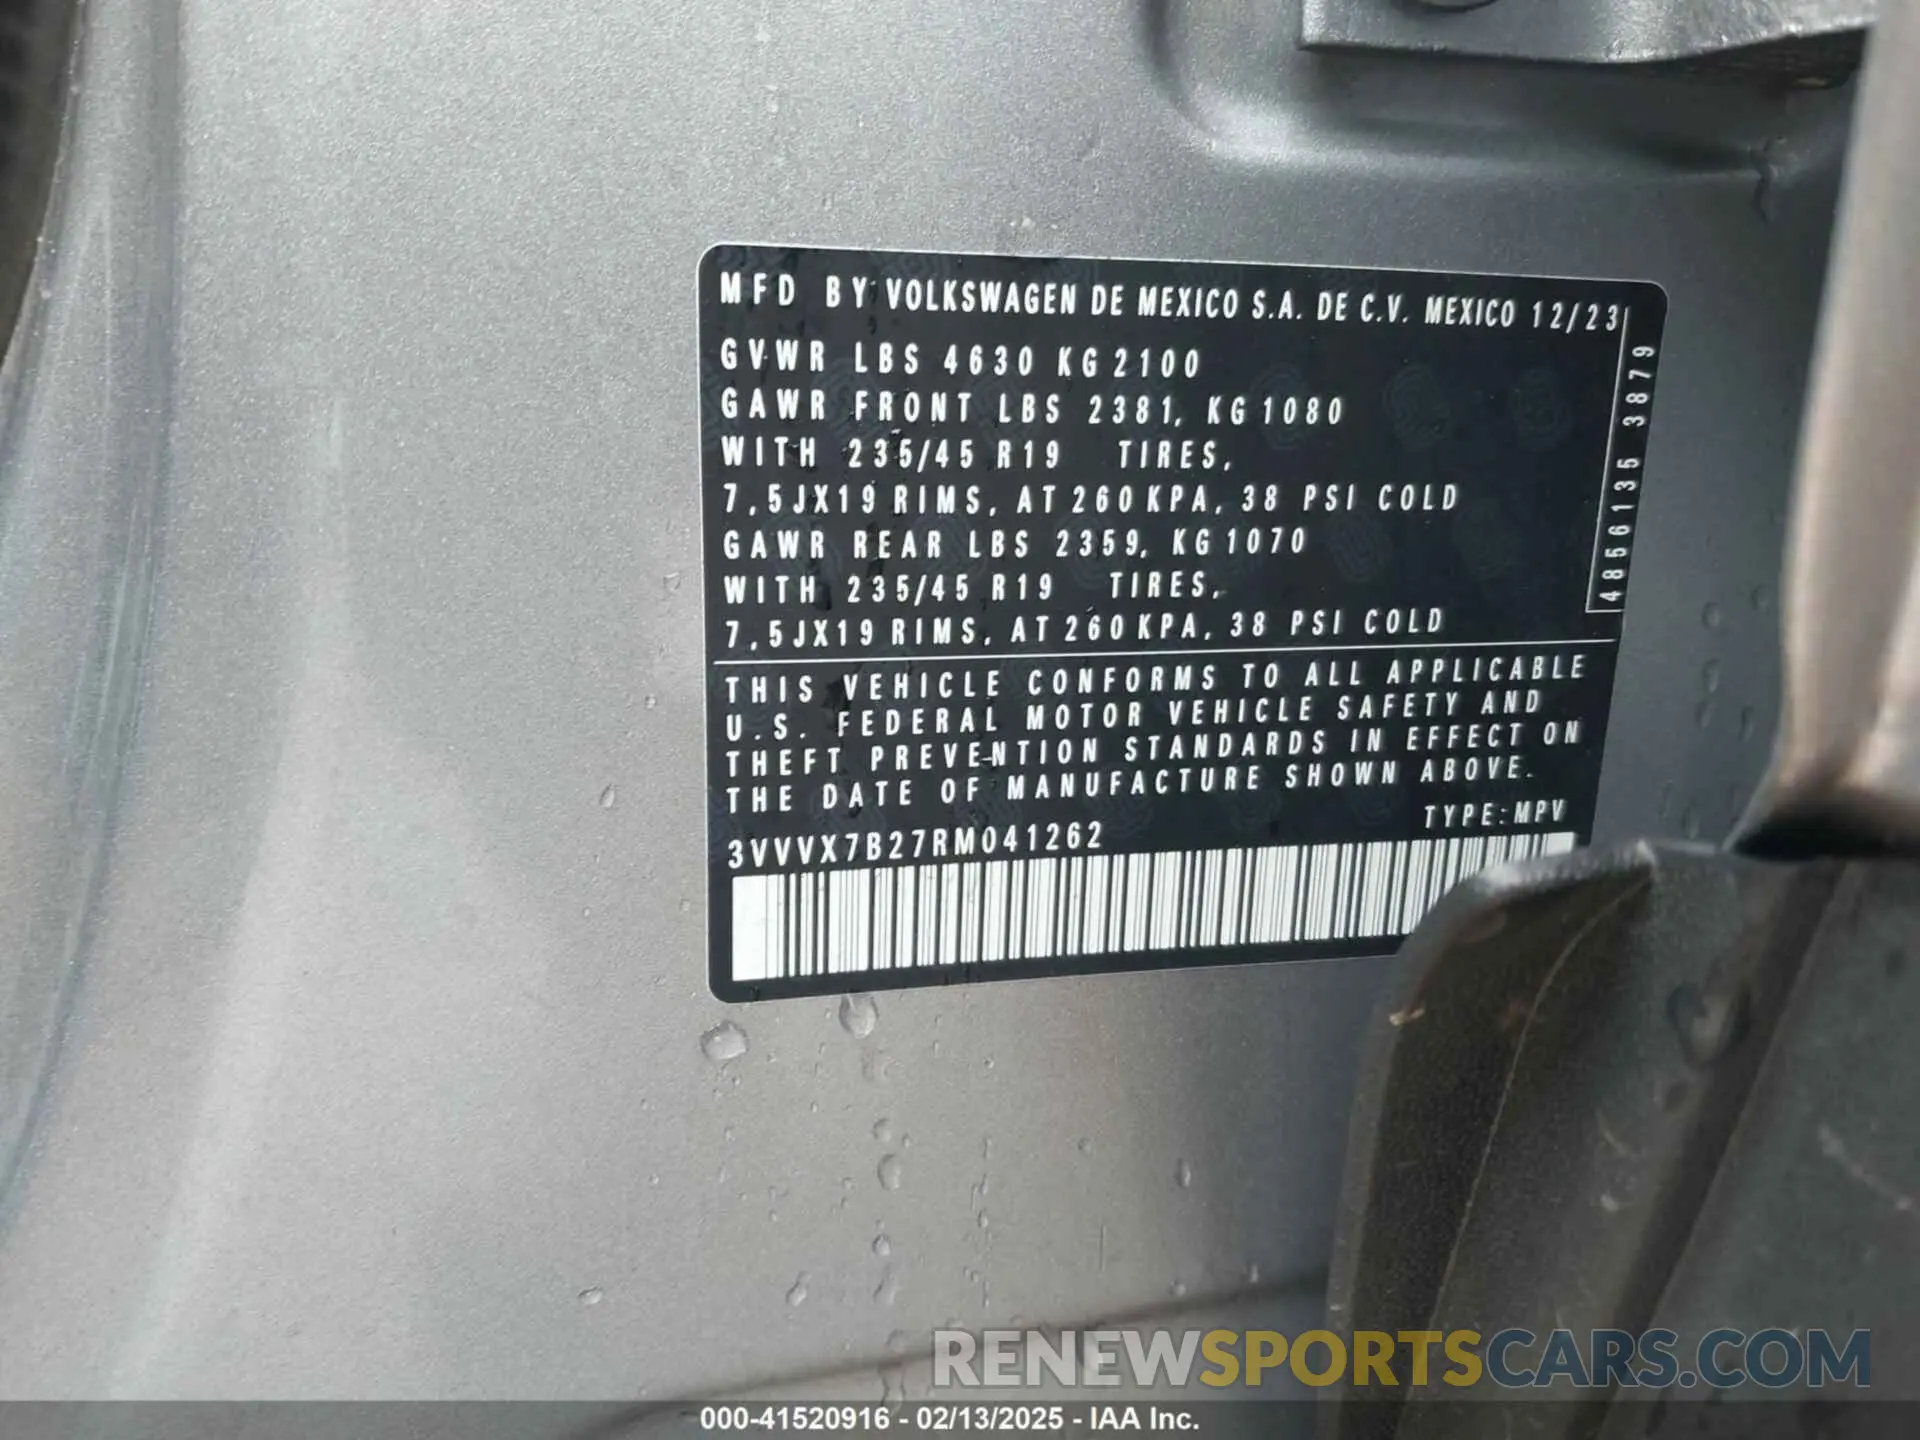 MFD BY VOLKSWAGEN DE MEXICO S.A. DE C.V. MEXICO 12/23
GVWR LBS 4630 KG 2100
GAWR FRONT LBS 2381, KG 1080
WITH 235/45 R19 TIRES,
7,5JX19 RIMS, AT 260 KPA, 38 PSI COLD
GAWR REAR LBS 2359, KG 1070
WITH 235/45 R19 TIRES,
7,5JX19 RIMS, AT 260 KPA, 38 PSI COLD
4856135 3879
THIS VEHICLE CONFORMS TO ALL APPLICABLE
U.S. FEDERAL MOTOR VEHICLE SAFETY AND
THEFT PREVENTION STANDARDS IN EFFECT ON
THE DATE OF MANUFACTURE SHOWN ABOVE.
3VVVX7B27RM041262 TYPE:MPV
RENEWSPORTSCARS.COM
000-41520916 - 02/13/2025 - IAA Inc.